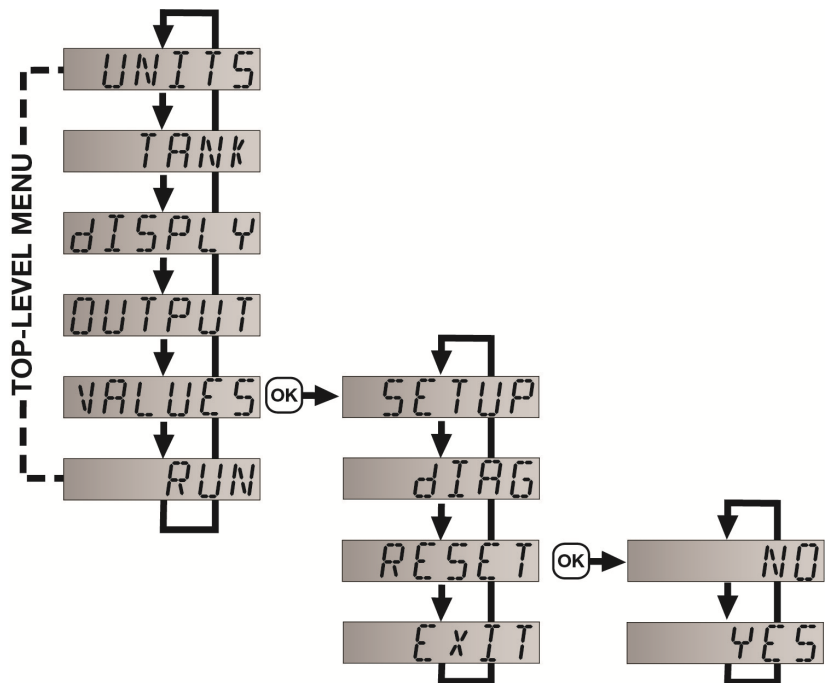 TOP-LEVEL MENU
UNITS
TANK
dISPLY
OUTPUT
VALUES
OK
RUN
SETUP
dIAG
RESET
OK
ExIT
NO
YES